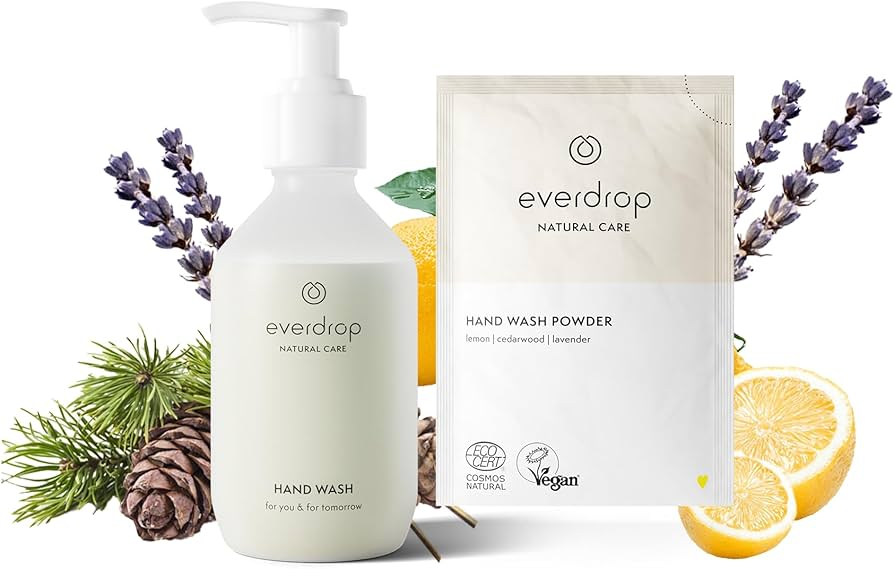 everdrop
NATURAL CARE
HAND WASH
for you & for tomorrow
everdrop
NATURAL CARE
HAND WASH POWDER
lemon | cedarwood | lavender
ECO
CERT
COSMOS
NATURAL
Vegan